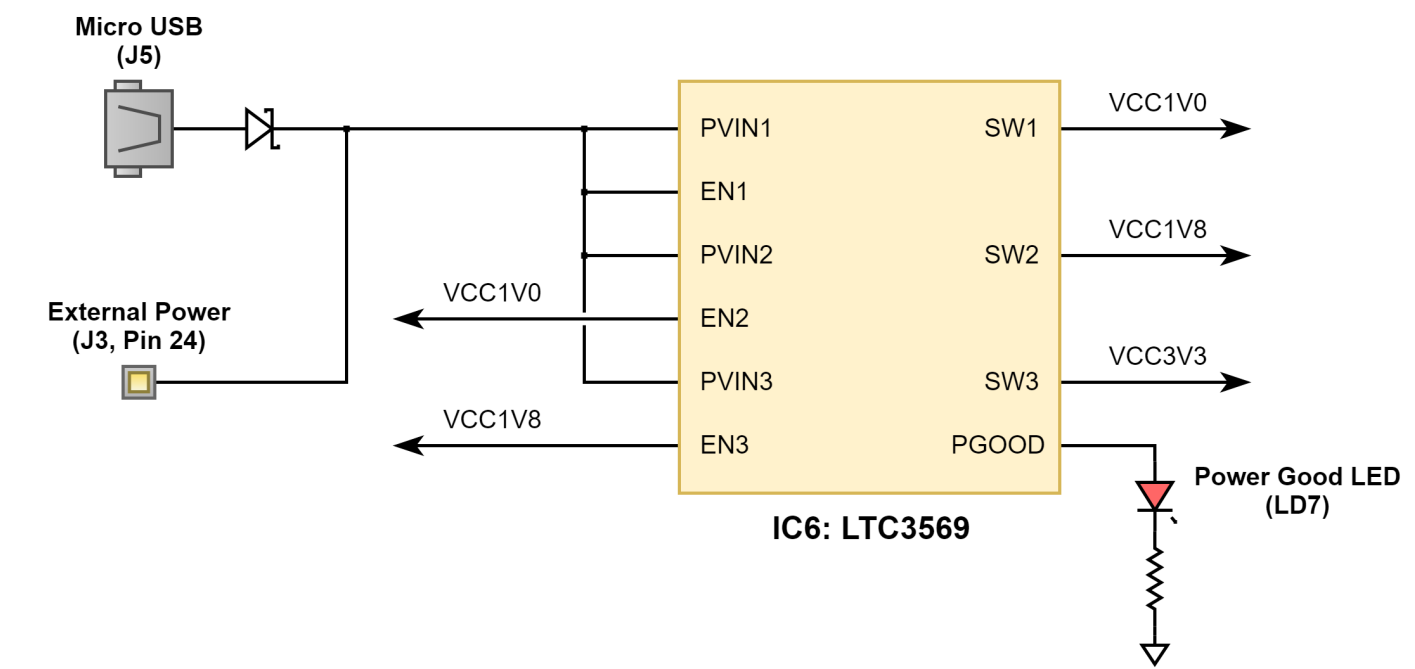 Micro USB
(J5)
External Power
(J3, Pin 24)
VCC1V0
VCC1V8
PVIN1
EN1
PVIN2
EN2
PVIN3
EN3
SW1
SW2
SW3
PGOOD
VCC1V0
VCC1V8
VCC3V3
Power Good LED
(LD7)
IC6: LTC3569